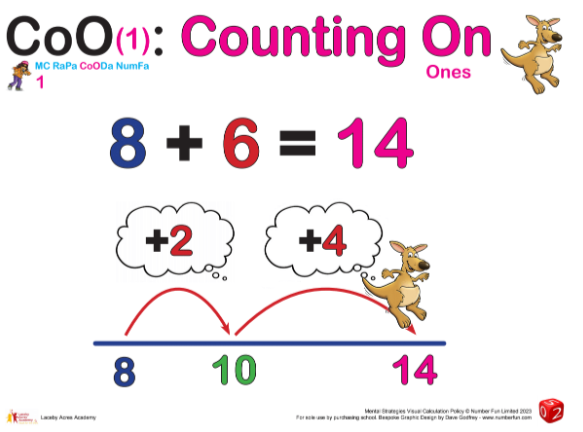 CoO(1): Counting On
MC RaPa CoODa NumFa
Ones
1
8 + 6 = 14
+2 +4
8 10 14
Laceby Acres Academy
Mental Strategies Visual Calculation Policy © Number Fun Limited 2023
For sole use by purchasing school. Bespoke Graphic Design by Dave Godfrey - www.numberfun.com
0 2